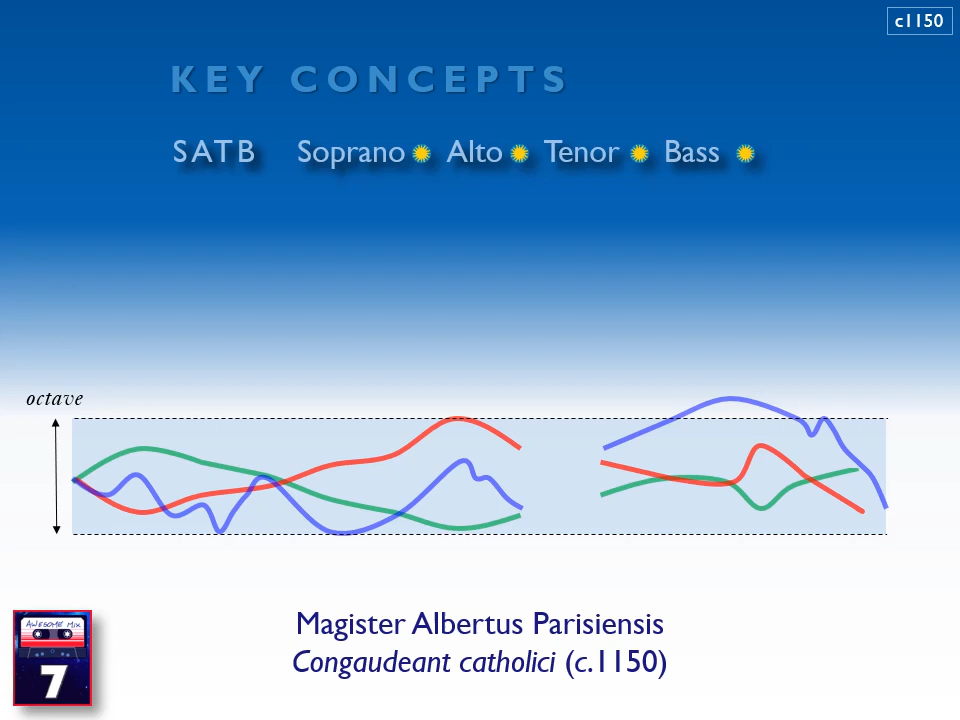 c1150
KEY CONCEPTS
SATB Soprano Alto Tenor Bass
octave
AWESOME MIX
7
Magister Albertus Parisiensis
Congaudeant catholici (c.1150)